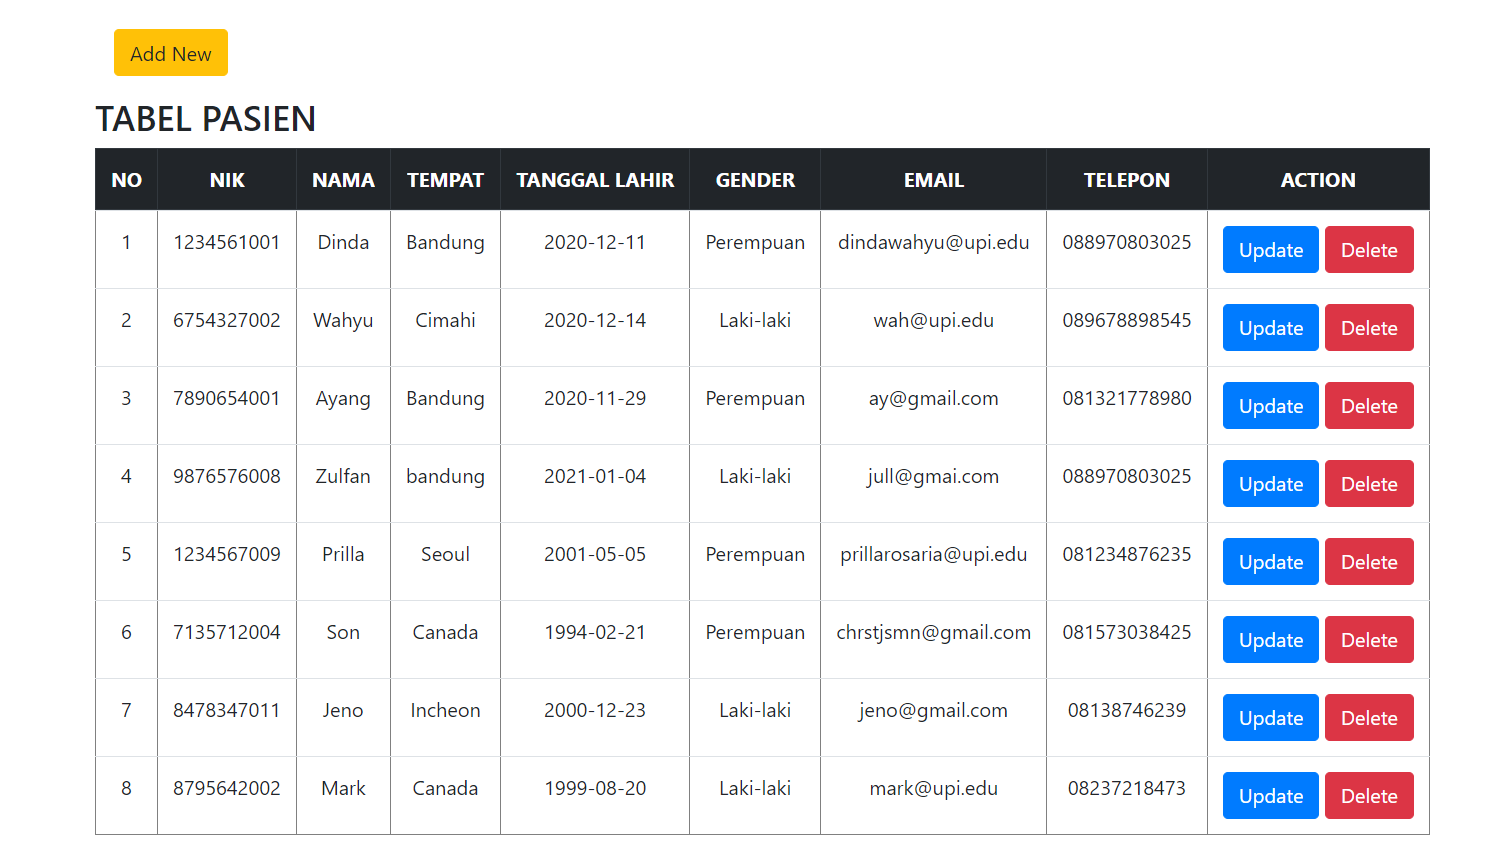 Add New
TABEL PASIEN
NO NIK NAMA TEMPAT TANGGAL LAHIR GENDER EMAIL TELEPON ACTION
1 1234561001 Dinda Bandung 2020-12-11 Perempuan dindawahyu@upi.edu 088970803025 Update Delete
2 6754327002 Wahyu Cimahi 2020-12-14 Laki-laki wah@upi.edu 089678898545 Update Delete
3 7890654001 Ayang Bandung 2020-11-29 Perempuan ay@gmail.com 081321778980 Update Delete
4 9876576008 Zulfan bandung 2021-01-04 Laki-laki jull@gmai.com 088970803025 Update Delete
5 1234567009 Prilla Seoul 2001-05-05 Perempuan prillarosaria@upi.edu 081234876235 Update Delete
6 7135712004 Son Canada 1994-02-21 Perempuan chrstjsmn@gmail.com 081573038425 Update Delete
7 8478347011 Jeno Incheon 2000-12-23 Laki-laki jeno@gmail.com 08138746239 Update Delete
8 8795642002 Mark Canada 1999-08-20 Laki-laki mark@upi.edu 08237218473 Update Delete